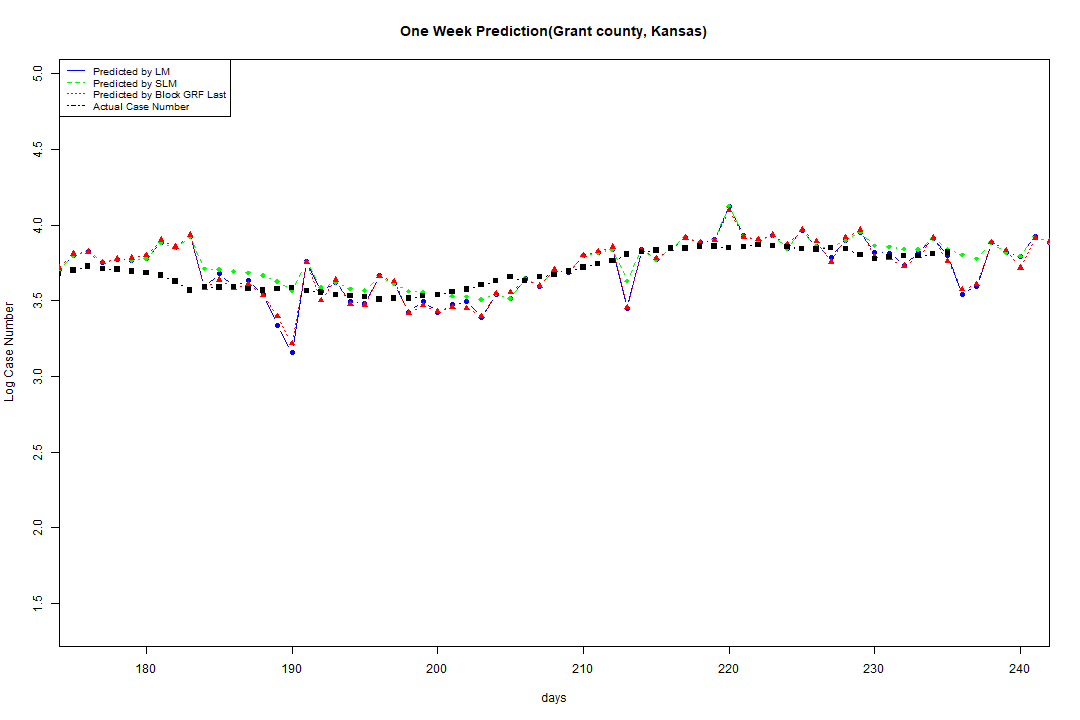 One Week Prediction(Grant county, Kansas)
Predicted by LM
Predicted by SLM
Predicted by Block GRF Last
Actual Case Number
5.0
4.5
4.0
3.5
3.0
2.5
2.0
1.5
Log Case Number
180 190 200 210 220 230 240
days